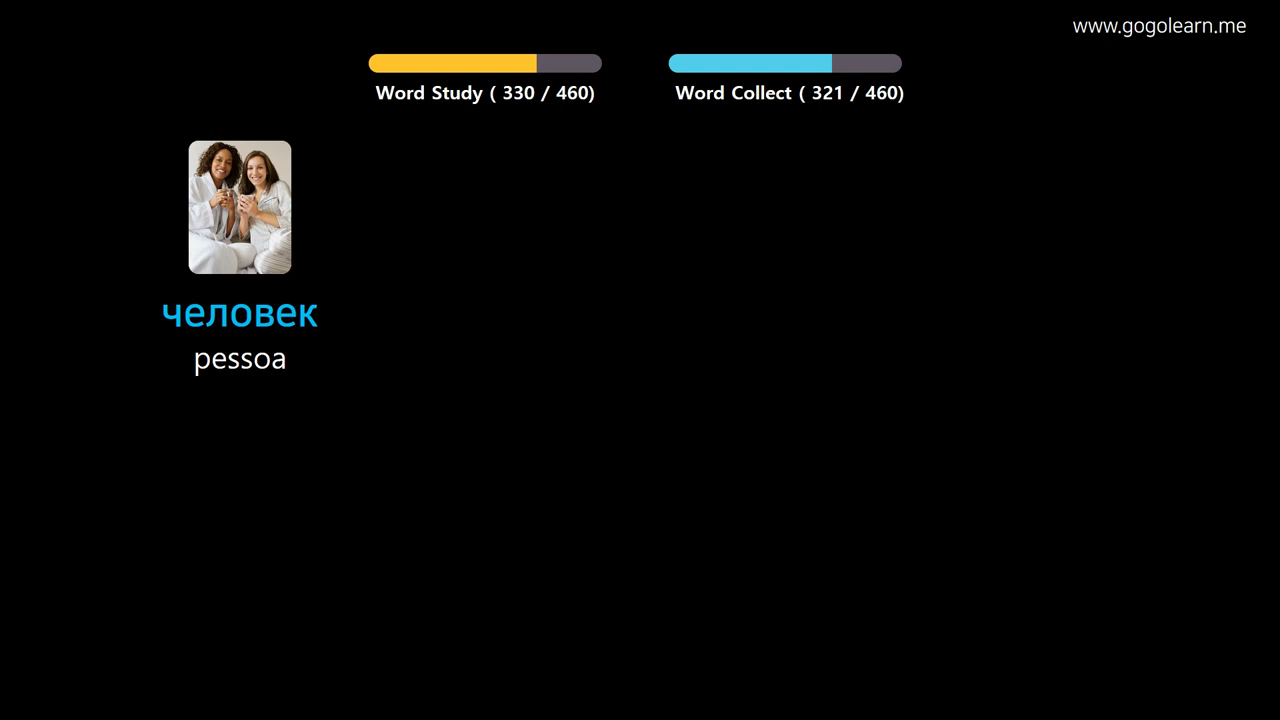 www.gogolearn.me
Word Study ( 330 / 460)
Word Collect ( 321 / 460)
человек
pessoa